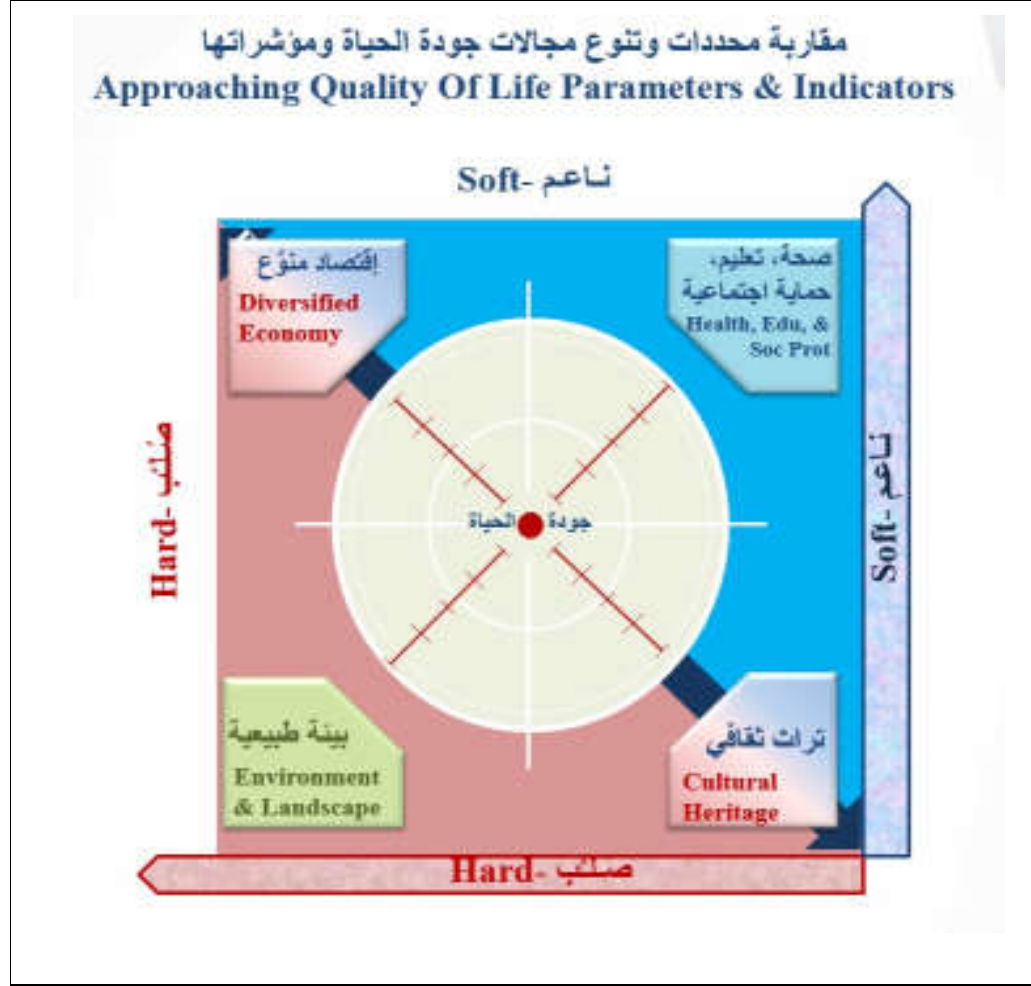 مقاربة محددات وتنوع مجالات جودة الحياة ومؤشراتها
Approaching Quality Of Life Parameters & Indicators
Soft- ناعم
إقتصاد منوّع
Diversified
Economy
صحة، تعليم،
حماية اجتماعية
Health, Edu, &
Soc Prot
Hard- صلب
جودة الحياة
Soft- ناعم
بيئة طبيعية
Environment
& Landscape
تراث ثقافي
Cultural
Heritage
Hard- صلب